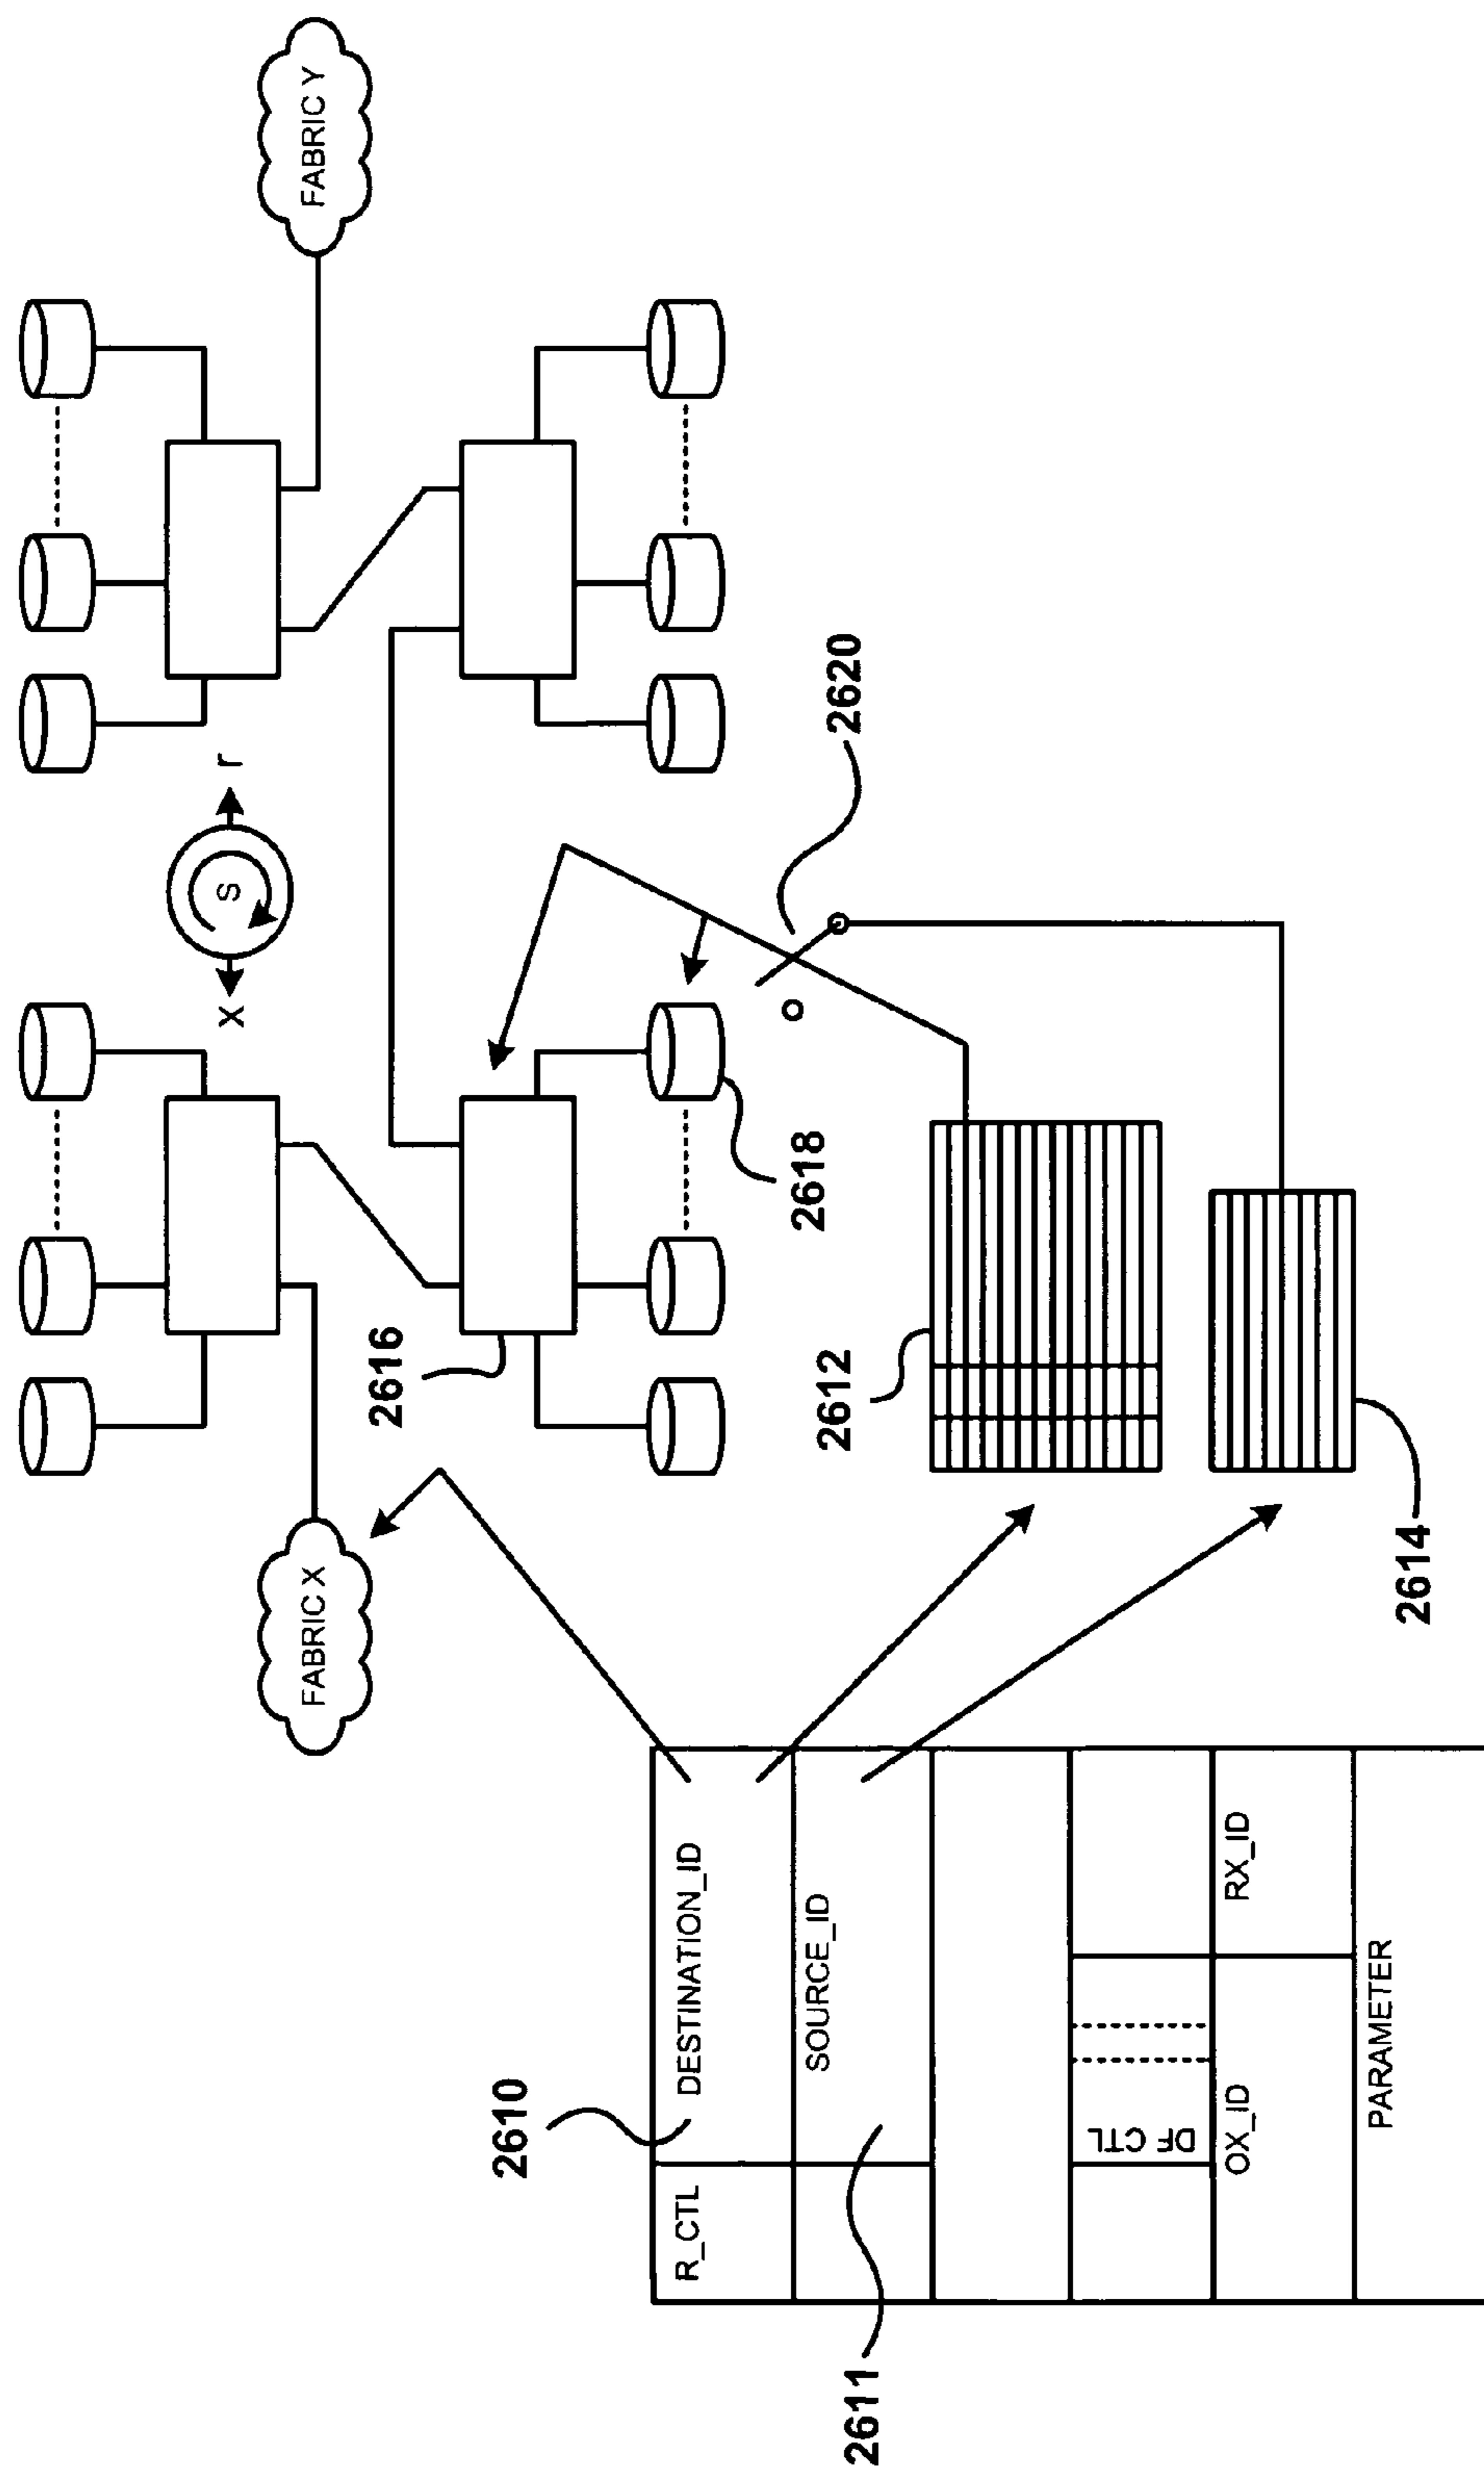 X
S
r
FABRIC X
FABRIC Y
2616
2610
R_CTL
DESTINATION_ID
2618
SOURCE_ID
2612
2620
2611
DF CTL
OX_ID
RX_ID
PARAMETER
2614